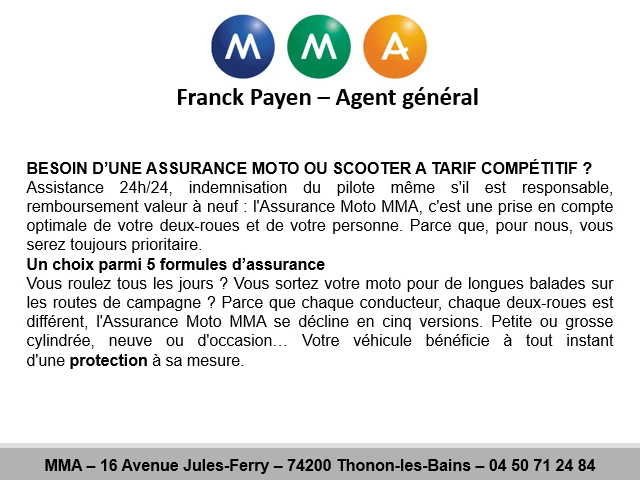 MMA
Franck Payen – Agent général
BESOIN D’UNE ASSURANCE MOTO OU SCOOTER A TARIF COMPÉTITIF ?
Assistance 24h/24, indemnisation du pilote même s'il est responsable,
remboursement valeur à neuf : l'Assurance Moto MMA, c'est une prise en compte
optimale de votre deux-roues et de votre personne. Parce que, pour nous, vous
serez toujours prioritaire.
Un choix parmi 5 formules d’assurance
Vous roulez tous les jours ? Vous sortez votre moto pour de longues balades sur
les routes de campagne ? Parce que chaque conducteur, chaque deux-roues est
différent, l'Assurance Moto MMA se décline en cinq versions. Petite ou grosse
cylindrée, neuve ou d'occasion… Votre véhicule bénéficie à tout instant
d'une protection à sa mesure.
MMA – 16 Avenue Jules-Ferry – 74200 Thonon-les-Bains – 04 50 71 24 84